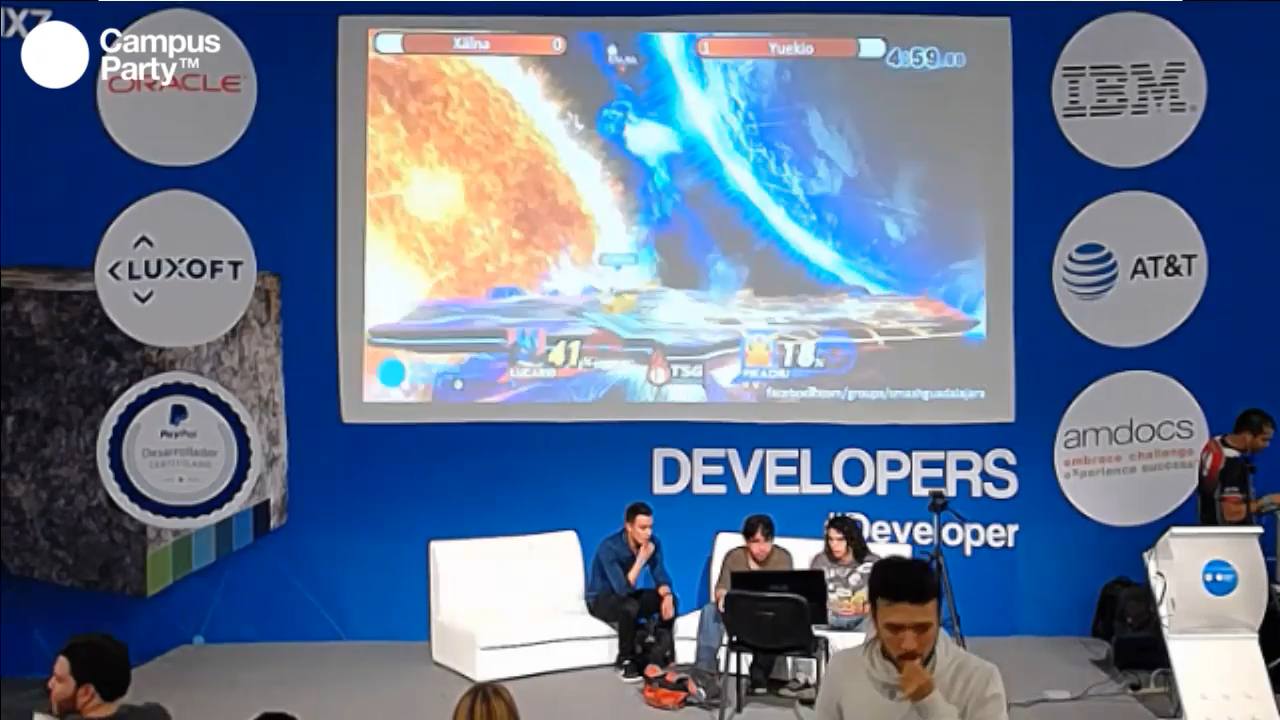 Campus
Party™
ORACLE
Xalna 0
1 Yuekio
4:59
IBM
<LUXOFT
AT&T
41
LUCARIO
TSG
PIKACHU
facebook.com/groups/smashguadalajara
PayPal
Desarrollador
CERTIFICADO
amdocs
embrace challenge
experience success
DEVELOPERS
#Developer